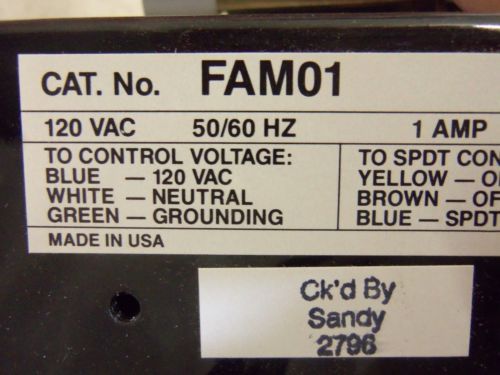 CAT. No. FAM01
120 VAC 50/60 HZ 1 AMP
TO CONTROL VOLTAGE:
BLUE — 120 VAC
WHITE — NEUTRAL
GREEN — GROUNDING
TO SPDT CON
YELLOW — O
BROWN — OF
BLUE — SPDT
MADE IN USA
Ck'd By
Sandy
2796